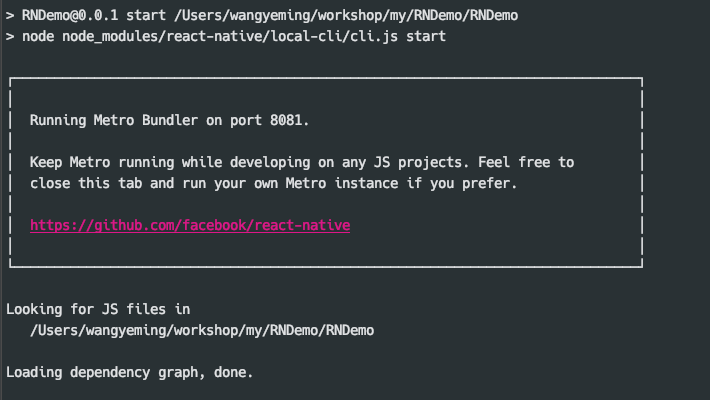 > RNDemo@0.0.1 start /Users/wangyeming/workshop/my/RNDemo/RNDemo
> node node_modules/react-native/local-cli/cli.js start
Running Metro Bundler on port 8081.
Keep Metro running while developing on any JS projects. Feel free to
close this tab and run your own Metro instance if you prefer.
https://github.com/facebook/react-native
Looking for JS files in
/Users/wangyeming/workshop/my/RNDemo/RNDemo
Loading dependency graph, done.